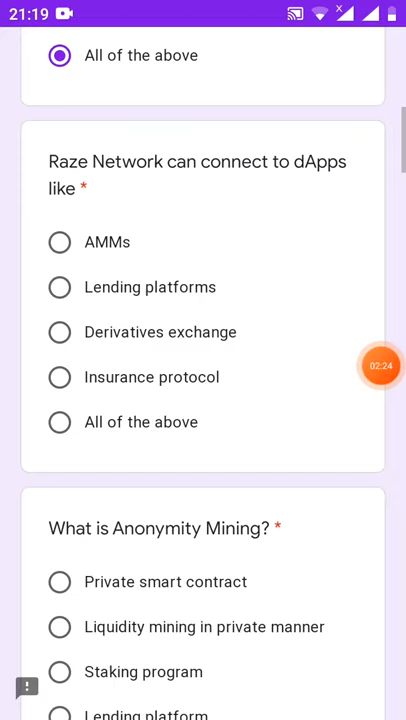 21:19
All of the above
Raze Network can connect to dApps
like *
AMMs
Lending platforms
Derivatives exchange
Insurance protocol
All of the above
02:24
What is Anonymity Mining? *
Private smart contract
Liquidity mining in private manner
Staking program
Lending platform